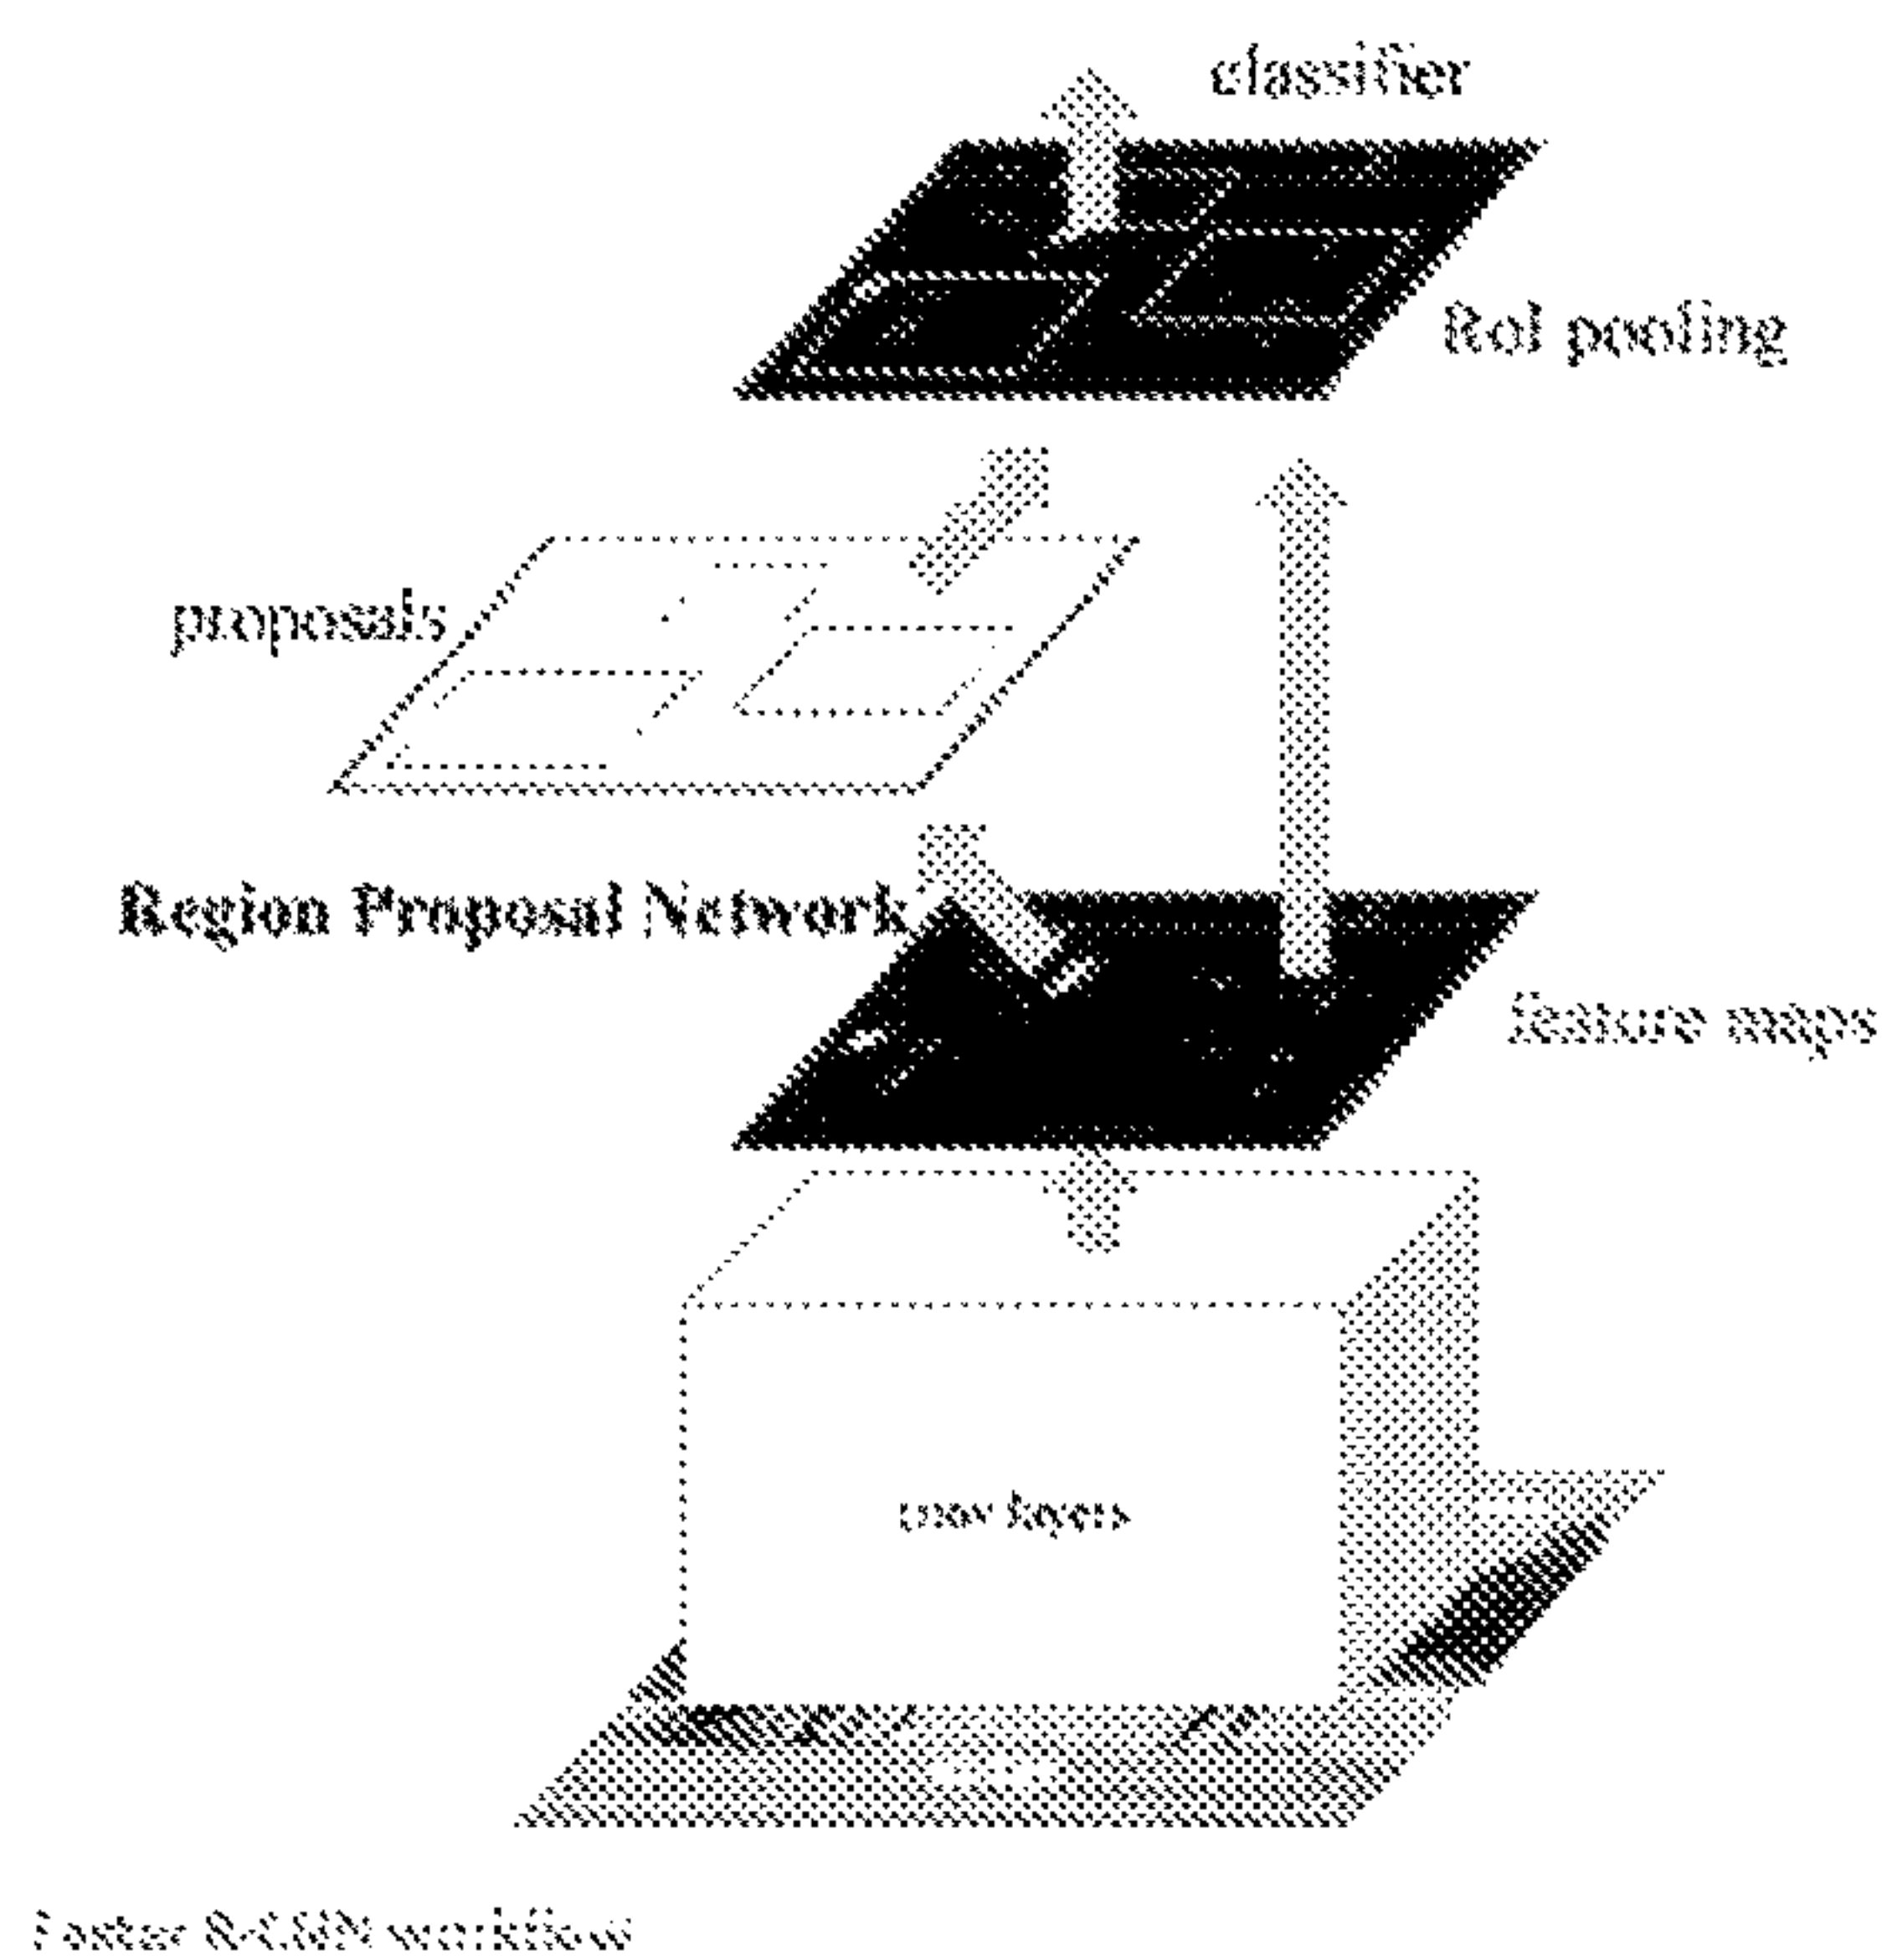 classifier
RoI pooling
proposals
Region Proposal Network
feature maps
conv layers
Faster R-CNN workflow